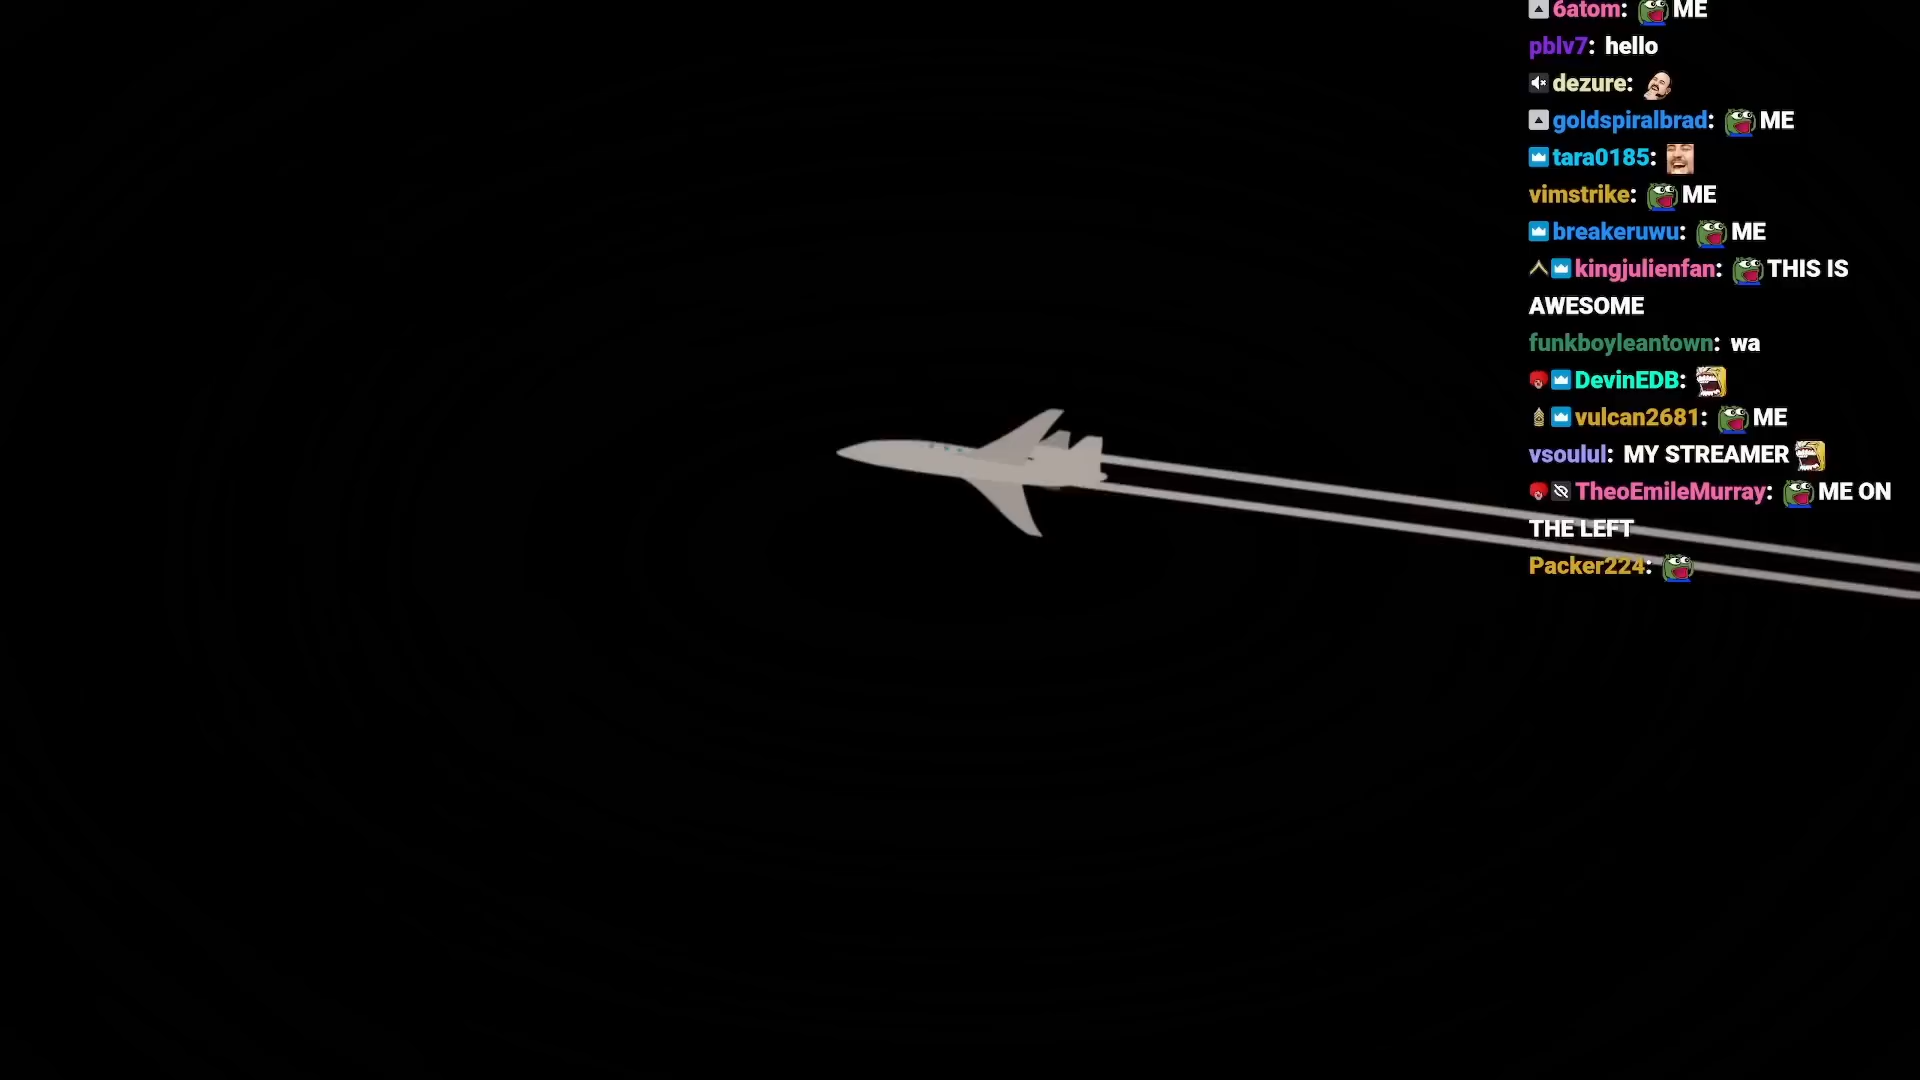 6atom: ME
pblv7: hello
dezure:
goldspiralbrad: ME
tara0185:
vimstrike: ME
breakeruwu: ME
kingjulienfan: THIS IS
AWESOME
funkboyleantown: wa
DevinEDB:
vulcan2681: ME
vsoulul: MY STREAMER
TheoEmileMurray: ME ON
THE LEFT
Packer224: